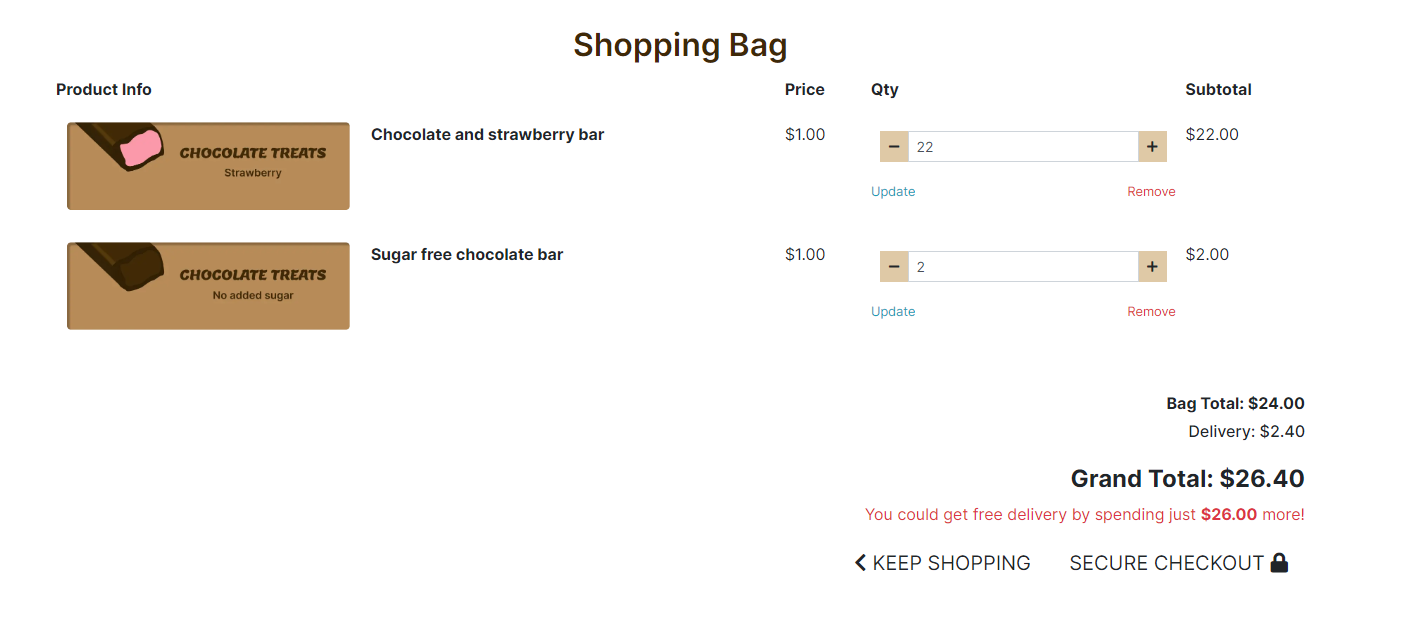 Shopping Bag
Product Info Price Qty Subtotal
CHOCOLATE TREATS
Strawberry
Chocolate and strawberry bar $1.00 − 22 + $22.00
Update Remove
CHOCOLATE TREATS
No added sugar
Sugar free chocolate bar $1.00 − 2 + $2.00
Update Remove
Bag Total: $24.00
Delivery: $2.40
Grand Total: $26.40
You could get free delivery by spending just $26.00 more!
KEEP SHOPPING SECURE CHECKOUT